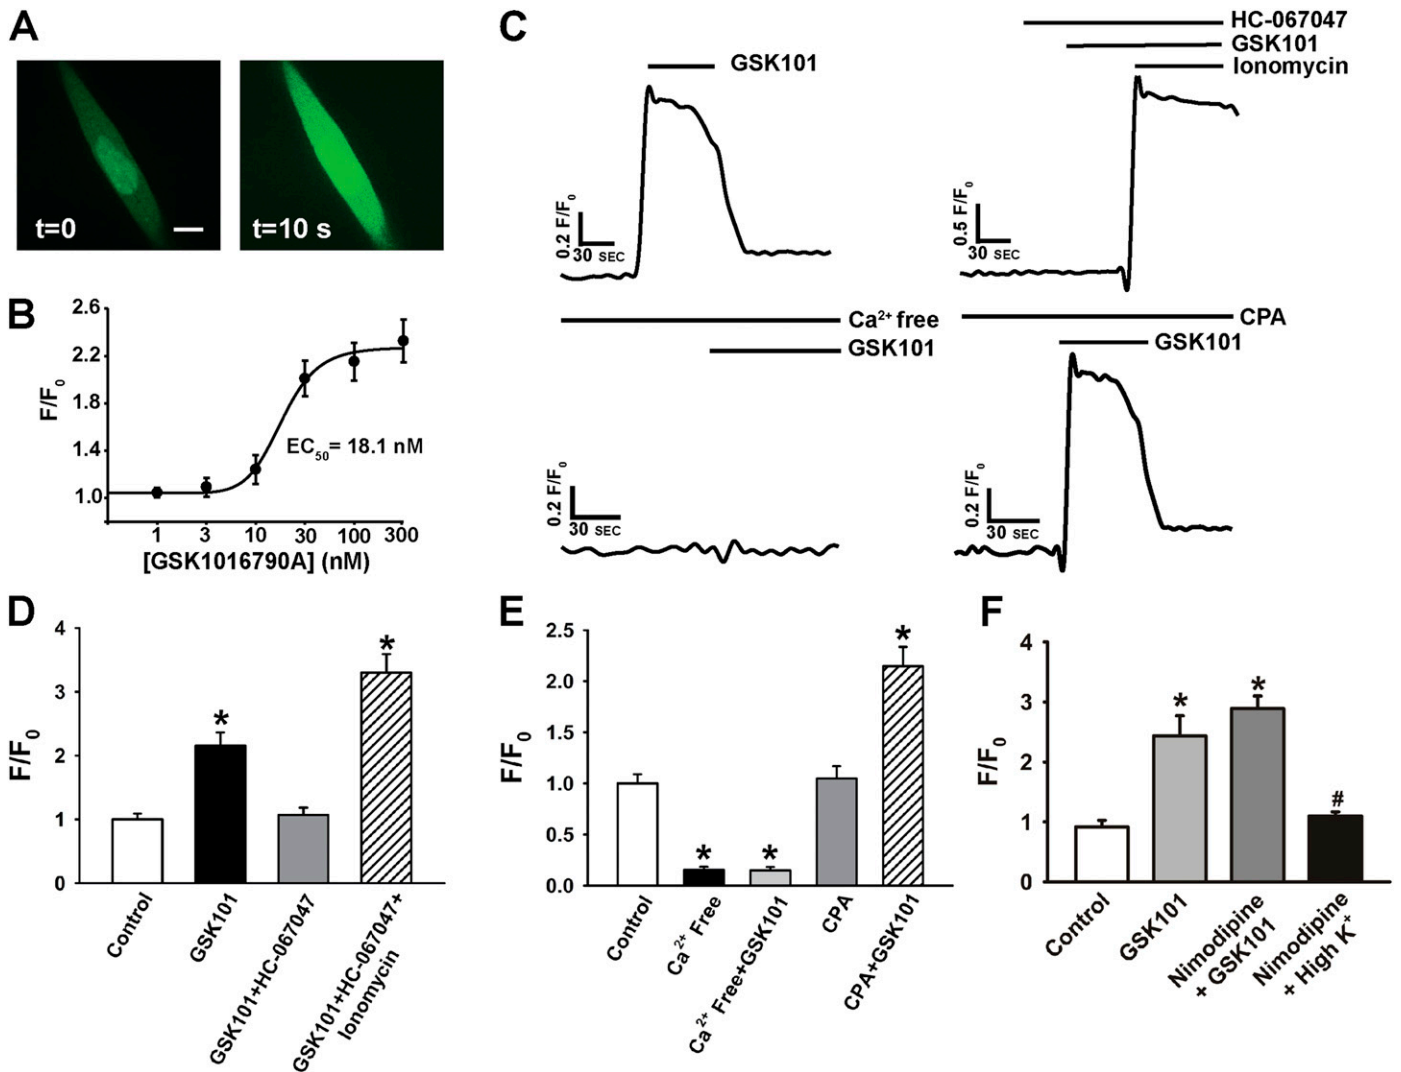 A
t=0
t=10 s
B
F/F0
2.6
2.2
1.8
1.4
1.0
EC50= 18.1 nM
1 3 10 30 100 300
[GSK1016790A] (nM)
C
GSK101
0.2 F/F0
30 SEC
HC-067047
GSK101
Ionomycin
0.5 F/F0
30 SEC
Ca2+ free
GSK101
0.2 F/F0
30 SEC
CPA
GSK101
0.2 F/F0
30 SEC
D
F/F0
4
3
2
1
0
* *
Control
GSK101
GSK101+HC-067047
GSK101+HC-067047+
Ionomycin
E
F/F0
2.5
2.0
1.5
1.0
0.5
0.0
* * *
Control
Ca2+ Free
Ca2+ Free+GSK101
CPA
CPA+GSK101
F
F/F0
4
3
2
1
0
* * #
Control
GSK101
Nimodipine
+ GSK101
Nimodipine
+ High K+